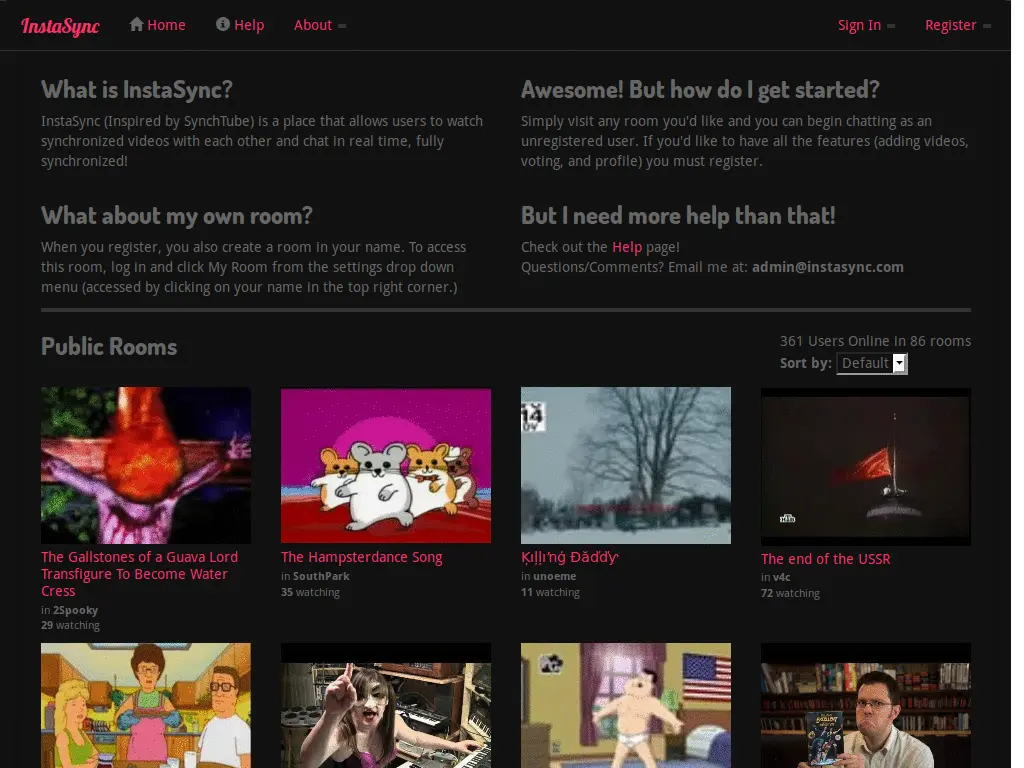 InstaSync Home Help About Sign In Register
What is InstaSync?
InstaSync (Inspired by SynchTube) is a place that allows users to watch
synchronized videos with each other and chat in real time, fully
synchronized!
Awesome! But how do I get started?
Simply visit any room you'd like and you can begin chatting as an
unregistered user. If you'd like to have all the features (adding videos,
voting, and profile) you must register.
What about my own room?
When you register, you also create a room in your name. To access
this room, log in and click My Room from the settings drop down
menu (accessed by clicking on your name in the top right corner.)
But I need more help than that!
Check out the Help page!
Questions/Comments? Email me at: admin@instasync.com
Public Rooms
361 Users Online in 86 rooms
Sort by: Default
14
The Gallstones of a Guava Lord
Transfigure To Become Water
Cress
in 2Spooky
29 watching
The Hampsterdance Song
in SouthPark
35 watching
in unoeme
11 watching
The end of the USSR
in v4c
72 watching